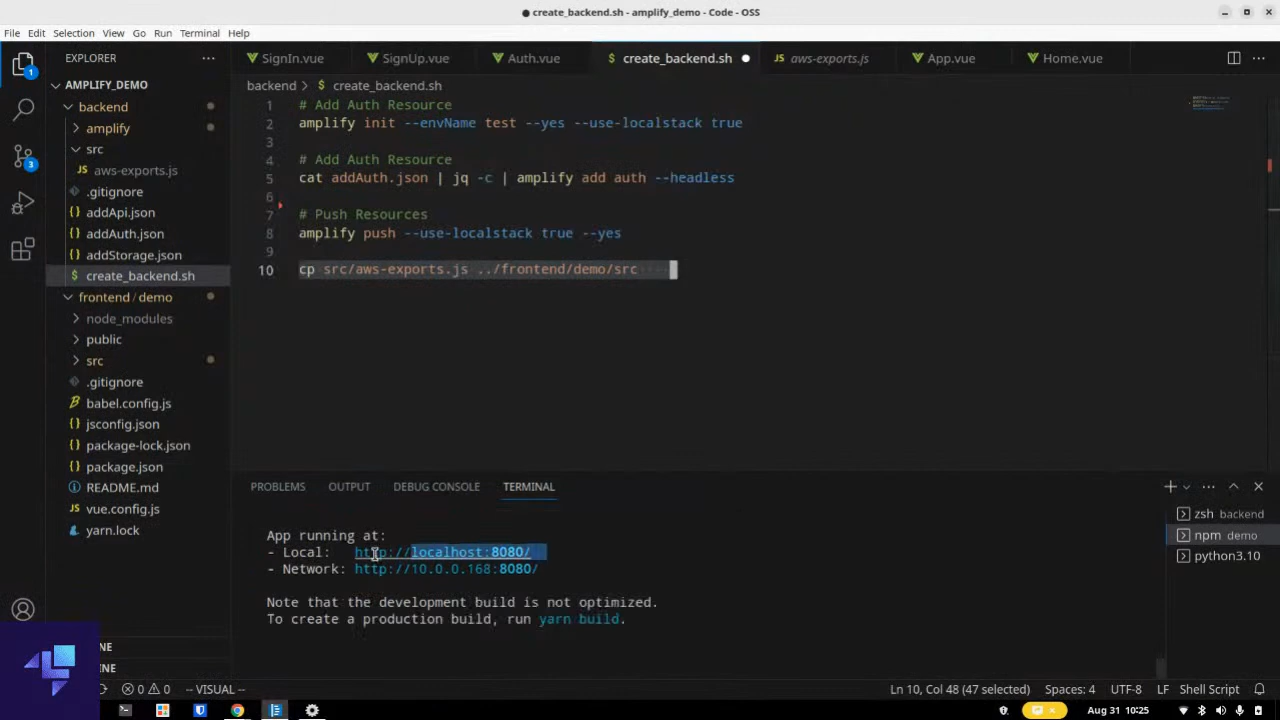 create_backend.sh - amplify_demo - Code - OSS
File Edit Selection View Go Run Terminal Help
EXPLORER
SignIn.vue
SignUp.vue
Auth.vue
create_backend.sh
aws-exports.js
App.vue
Home.vue
AMPLIFY_DEMO
backend
amplify
src
aws-exports.js
.gitignore
addApi.json
addAuth.json
addStorage.json
create_backend.sh
frontend / demo
node_modules
public
src
.gitignore
babel.config.js
jsconfig.json
package-lock.json
package.json
README.md
vue.config.js
yarn.lock
NE
NE
1
3
backend > create_backend.sh
1 # Add Auth Resource
2 amplify init --envName test --yes --use-localstack true
3
4 # Add Auth Resource
5 cat addAuth.json | jq -c | amplify add auth --headless
6
7 # Push Resources
8 amplify push --use-localstack true --yes
9
10 cp src/aws-exports.js ../frontend/demo/src
PROBLEMS OUTPUT DEBUG CONSOLE TERMINAL
App running at:
- Local: http://localhost:8080/
- Network: http://10.0.0.168:8080/
Note that the development build is not optimized.
To create a production build, run yarn build.
zsh backend
npm demo
python3.10
0 0 -- VISUAL -- Ln 10, Col 48 (47 selected) Spaces: 4 UTF-8 LF Shell Script
Aug 31 10:25